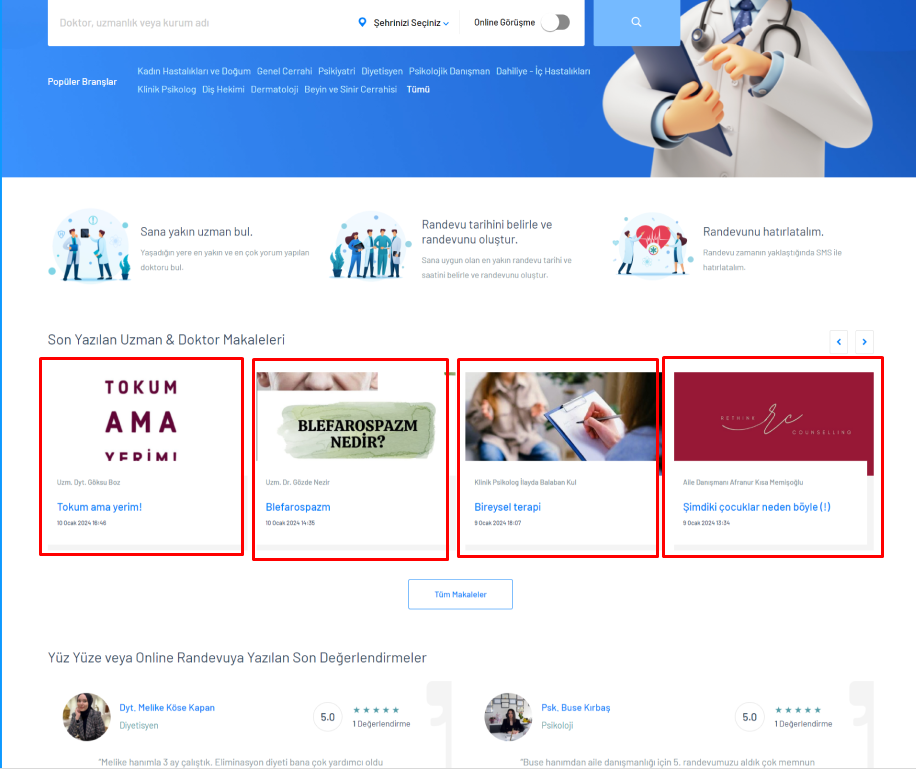 Doktor, uzmanlık veya kurum adı
Şehrinizi Seçiniz
Online Görüşme
Popüler Branşlar
Kadın Hastalıkları ve Doğum Genel Cerrahi Psikiyatri Diyetisyen Psikolojik Danışman Dahiliye - İç Hastalıkları
Klinik Psikolog Diş Hekimi Dermatoloji Beyin ve Sinir Cerrahisi Tümü
Sana yakın uzman bul.
Yaşadığın yere en yakın ve en çok yorum yapılan
doktoru bul.
Randevu tarihini belirle ve
randevunu oluştur.
Sana uygun olan en yakın randevu tarihi ve
saatini belirle ve randevunu oluştur.
Randevunu hatırlatalım.
Randevu zamanın yaklaştığında SMS ile
hatırlatalım.
Son Yazılan Uzman & Doktor Makaleleri
TOKUM
AMA
YERİM!
Uzm. Dyt. Göksu Boz
Tokum ama yerim!
10 Ocak 2024 16:46
BLEFAROSPAZM
NEDİR?
Uzm. Dr. Gözde Nezir
Blefarospazm
10 Ocak 2024 14:35
Klinik Psikolog İlayda Balaban Kul
Bireysel terapi
9 Ocak 2024 18:07
RETHINK rc COUNSELLING
Aile Danışmanı Afranur Kısa Memişoğlu
Şimdiki çocuklar neden böyle (!)
9 Ocak 2024 13:34
Tüm Makaleler
Yüz Yüze veya Online Randevuya Yazılan Son Değerlendirmeler
Dyt. Melike Köse Kapan
Diyetisyen
5.0
1 Değerlendirme
"Melike hanımla 3 ay çalıştık. Eliminasyon diyeti bana çok yardımcı oldu
Psk. Buse Kırbaş
Psikoloji
5.0
1 Değerlendirme
"Buse hanımdan aile danışmanlığı için 5. randevumuzu aldık çok memnun